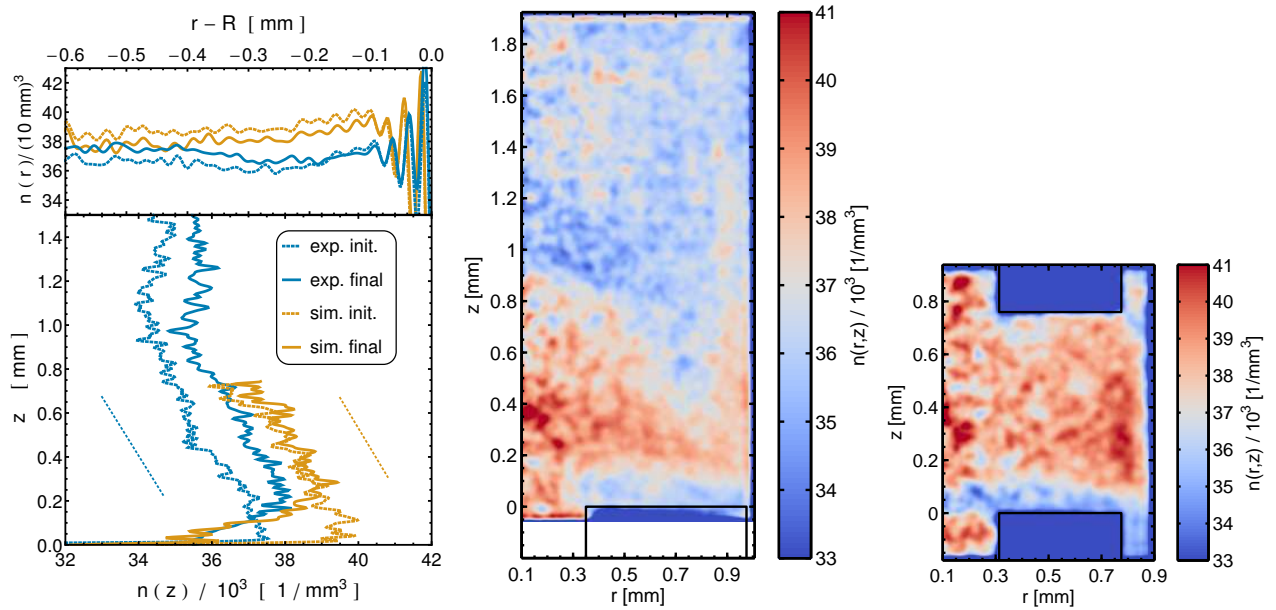 r − R [ mm ]
−0.6 −0.5 −0.4 −0.3 −0.2 −0.1 0.0
n ( r ) / (10 mm)³
42
40
38
36
34
z [ mm ]
1.4
1.2
1.0
0.8
0.6
0.4
0.2
0.0
exp. init.
exp. final
sim. init.
sim. final
32 34 36 38 40 42
n ( z ) / 10³ [ 1/mm³ ]
z [mm]
1.8
1.6
1.4
1.2
1
0.8
0.6
0.4
0.2
0
0.1 0.3 0.5 0.7 0.9
r [mm]
41
40
39
38
37
36
35
34
33
n(r,z) / 10³ [1/mm³]
z [mm]
0.8
0.6
0.4
0.2
0
0.1 0.3 0.5 0.7 0.9
r [mm]
41
40
39
38
37
36
35
34
33
n(r,z) / 10³ [1/mm³]